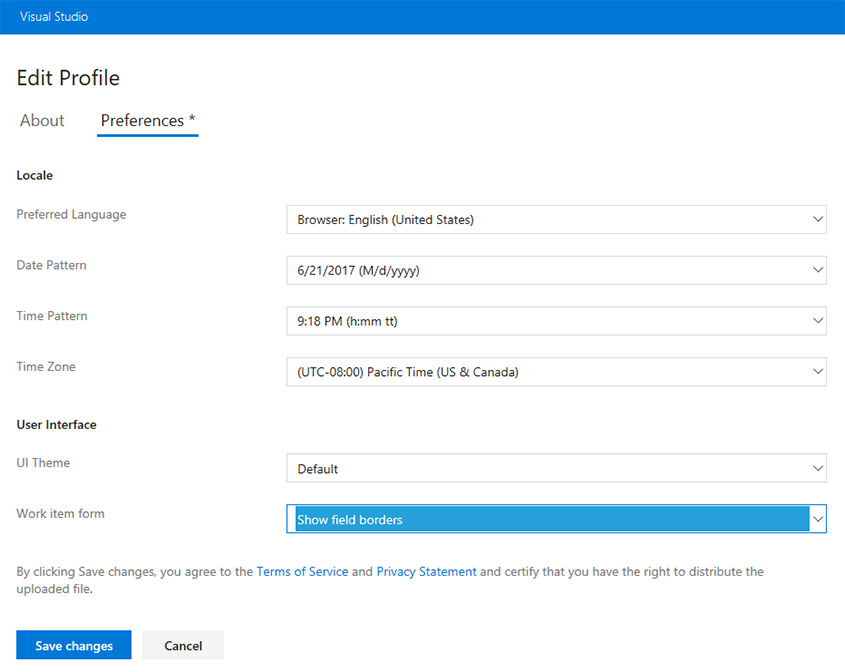 Visual Studio
Edit Profile
About Preferences *
Locale
Preferred Language Browser: English (United States)
Date Pattern 6/21/2017 (M/d/yyyy)
Time Pattern 9:18 PM (h:mm tt)
Time Zone (UTC-08:00) Pacific Time (US & Canada)
User Interface
UI Theme Default
Work item form Show field borders
By clicking Save changes, you agree to the Terms of Service and Privacy Statement and certify that you have the right to distribute the
uploaded file.
Save changes Cancel